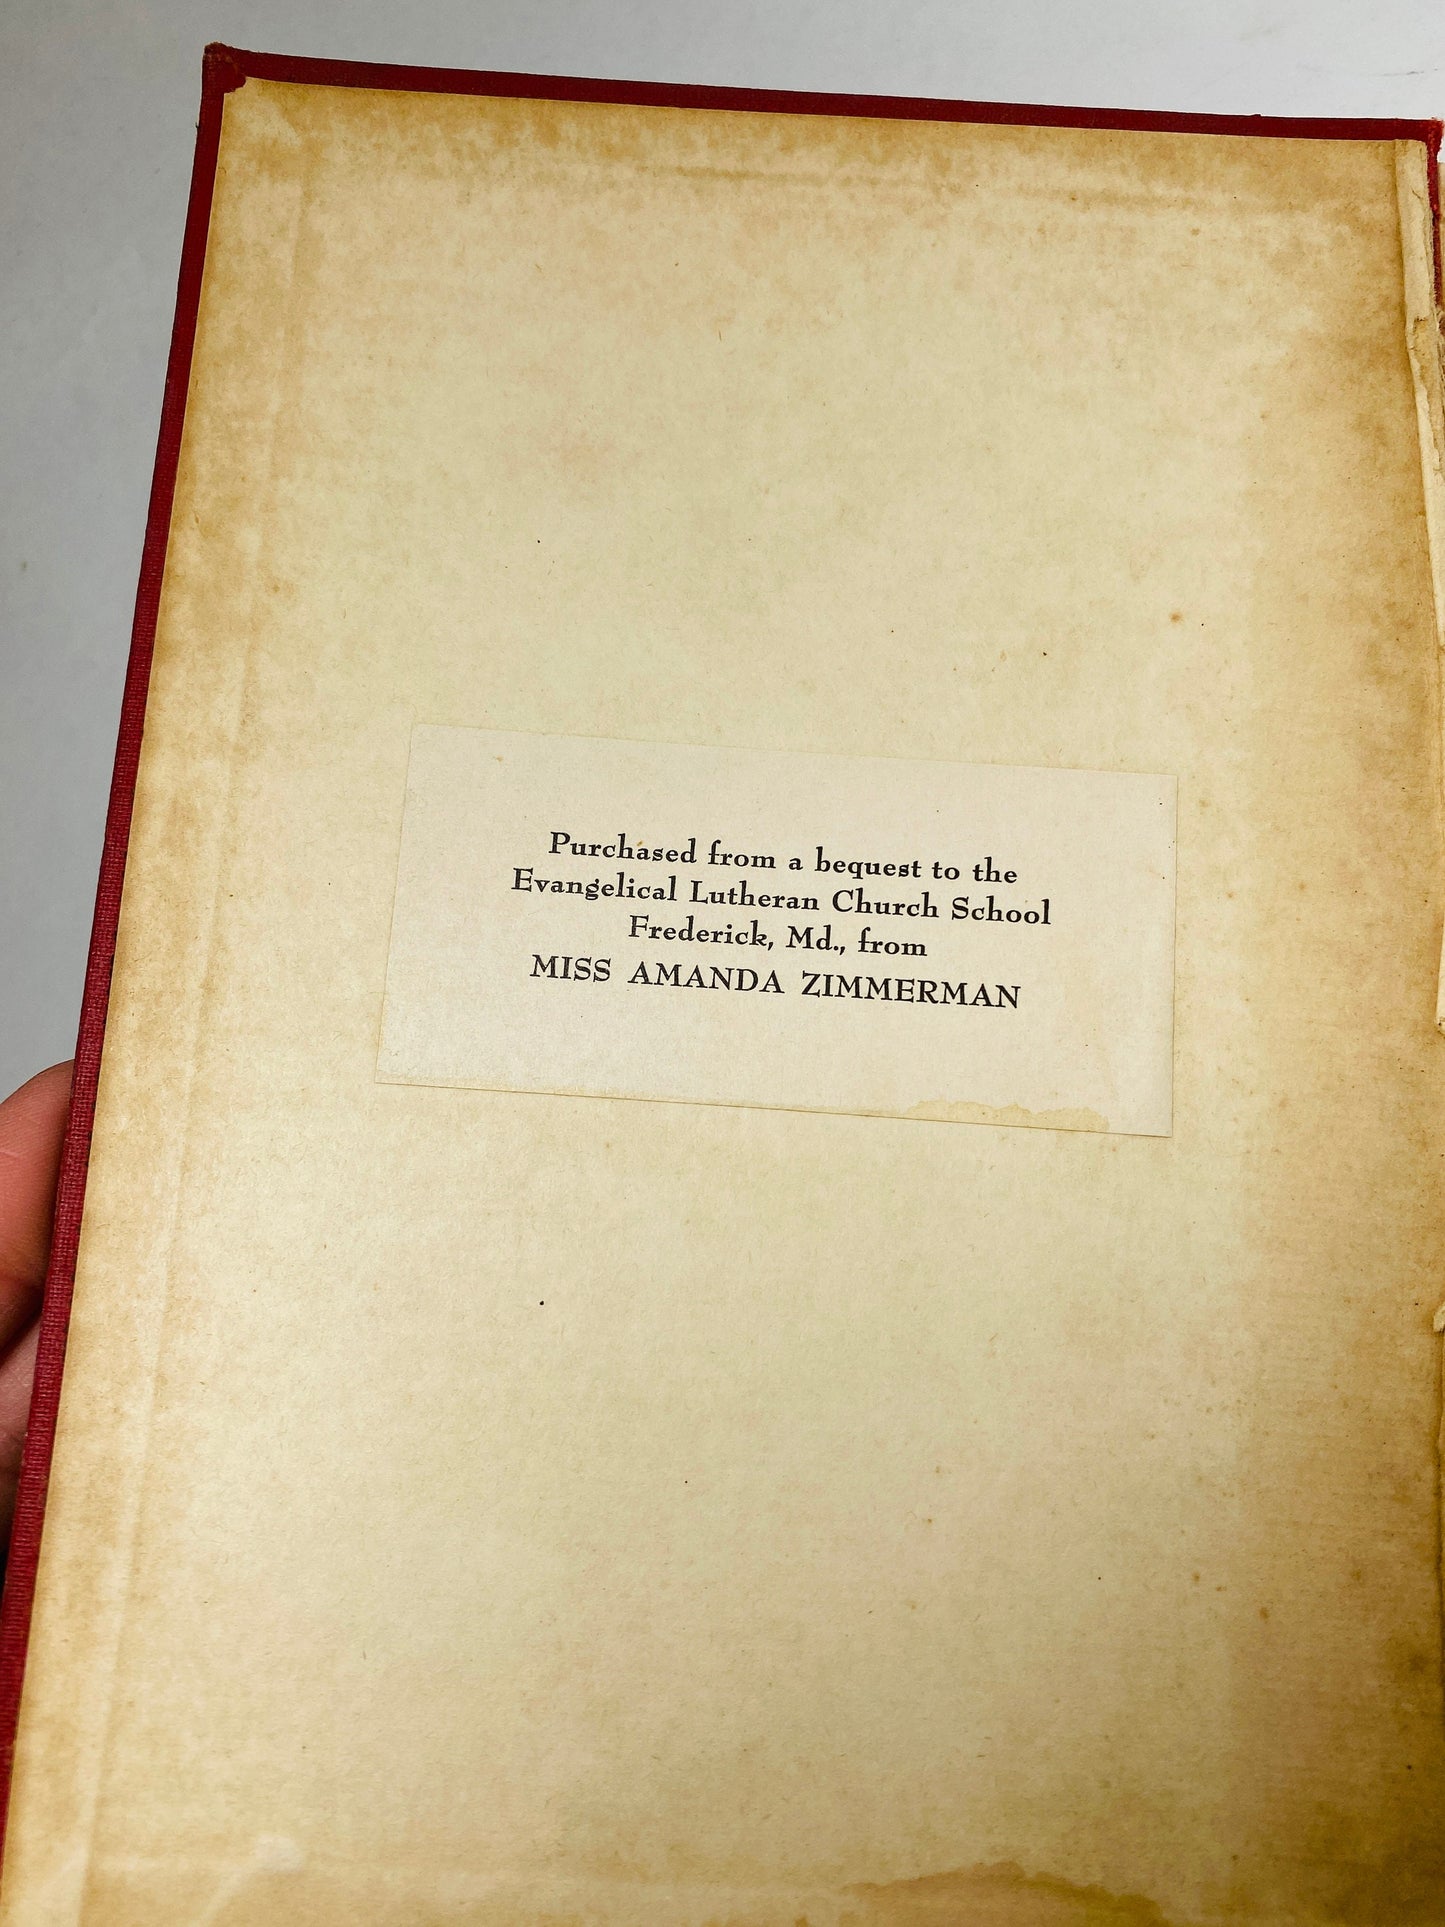 Purchased from a bequest to the
Evangelical Lutheran Church School
Frederick, Md., from
MISS AMANDA ZIMMERMAN